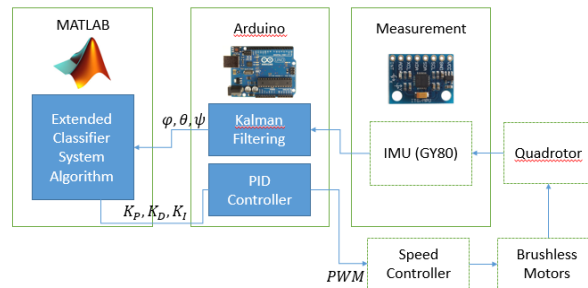 MATLAB
Arduino
Measurement
Extended
Classifier
System
Algorithm
φ, θ, ψ
Kalman
Filtering
IMU (GY80)
Quadrotor
PID
Controller
K_P, K_D, K_I
PWM
Speed
Controller
Brushless
Motors